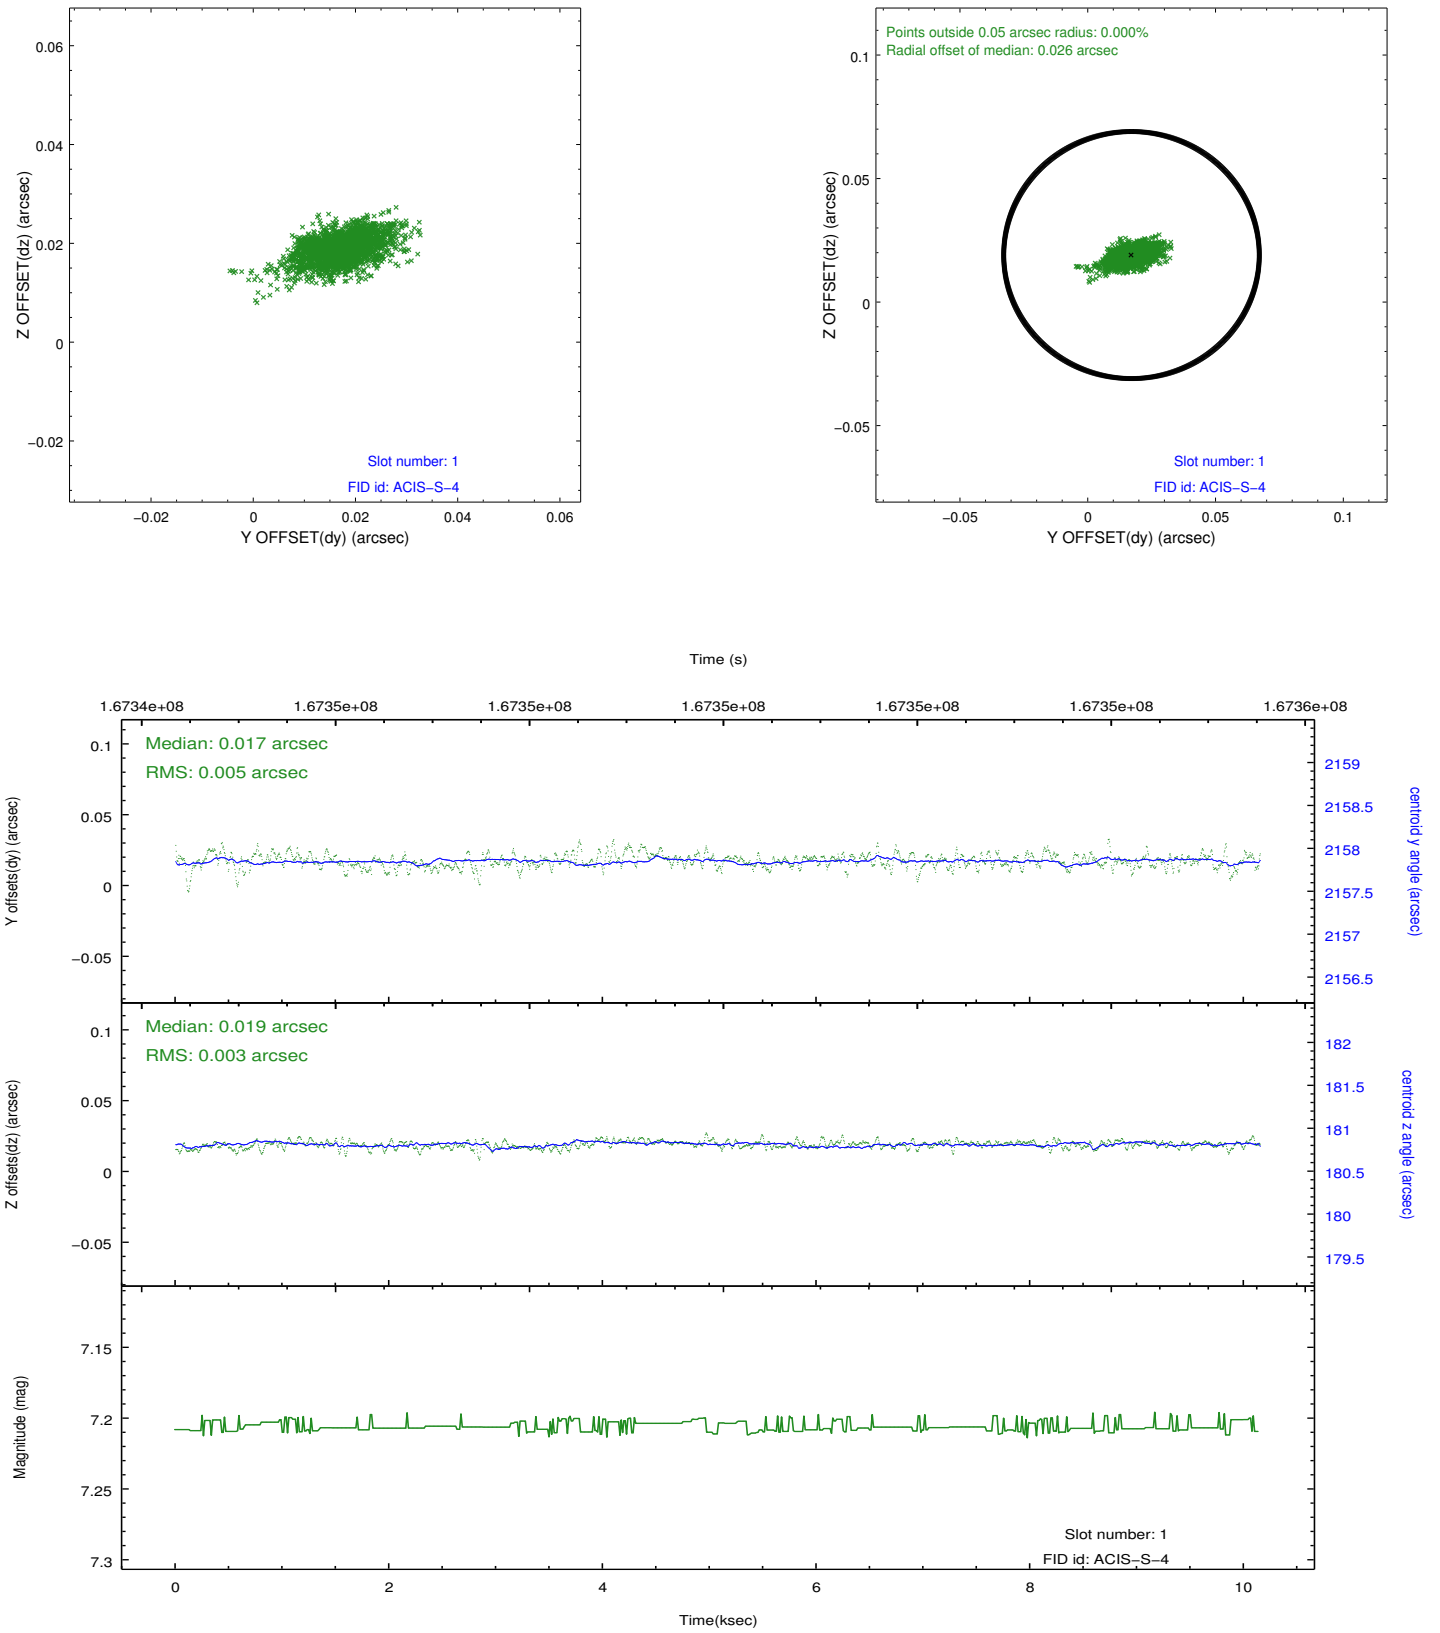 0.06
0.04
0.02
0
−0.02
−0.02
0
0.02
0.04
0.06
Z OFFSET(dz) (arcsec)
Y OFFSET(dy) (arcsec)
Slot number: 1
FID id: ACIS−S−4
Points outside 0.05 arcsec radius: 0.000%
Radial offset of median: 0.026 arcsec
0.1
0.05
0
−0.05
−0.05
0
0.05
0.1
Z OFFSET(dz) (arcsec)
Y OFFSET(dy) (arcsec)
Slot number: 1
FID id: ACIS−S−4
Time (s)
1.6734e+08 1.6735e+08 1.6735e+08 1.6735e+08 1.6735e+08 1.6735e+08 1.6736e+08
Median: 0.017 arcsec
RMS: 0.005 arcsec
0.1
0.05
0
−0.05
Y offsets(dy) (arcsec)
2159
2158.5
2158
2157.5
2157
2156.5
centroid y angle (arcsec)
Median: 0.019 arcsec
RMS: 0.003 arcsec
0.1
0.05
0
−0.05
Z offsets(dz) (arcsec)
182
181.5
181
180.5
180
179.5
centroid z angle (arcsec)
7.15
7.2
7.25
7.3
Magnitude (mag)
Slot number: 1
FID id: ACIS−S−4
0 2 4 6 8 10
Time(ksec)